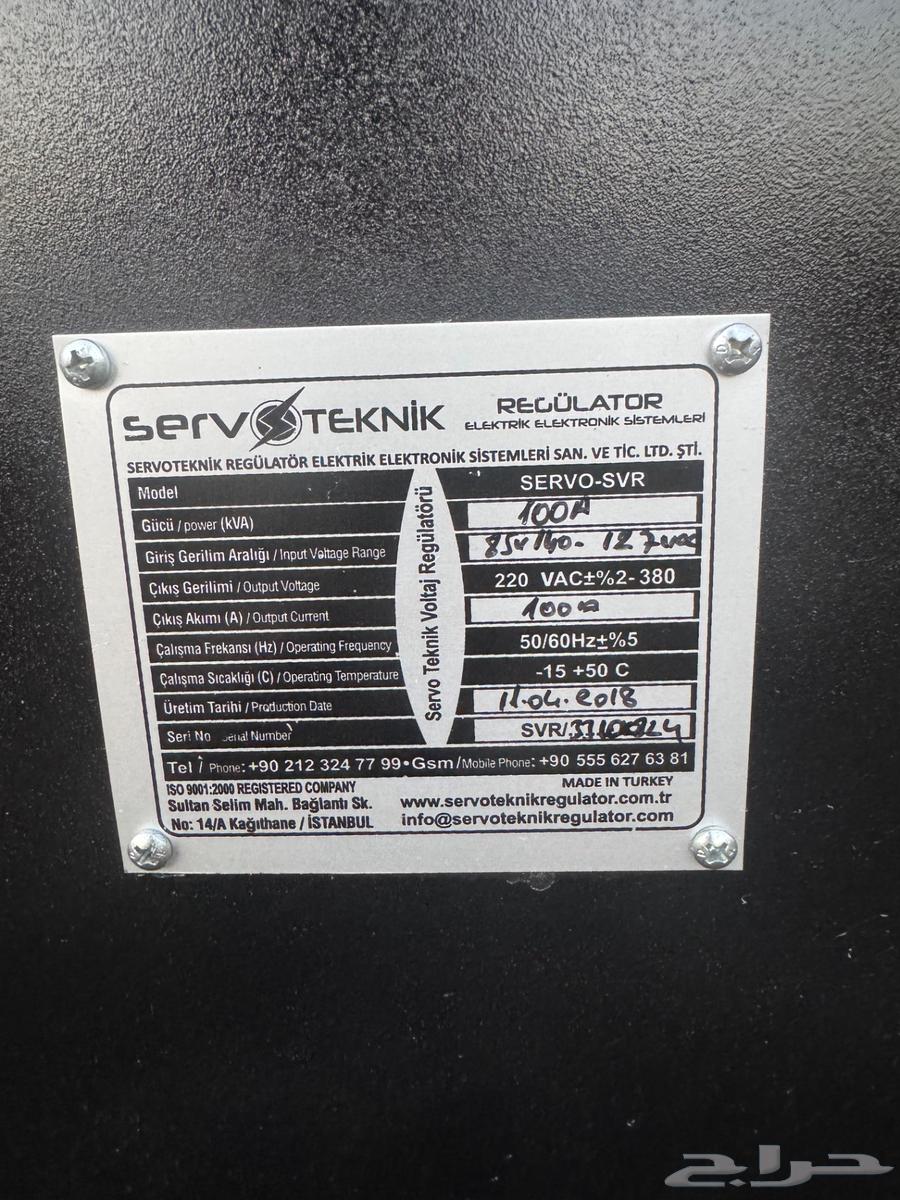 SERVOTEKNİK
REGÜLATOR
ELEKTRİK ELEKTRONİK SİSTEMLERİ
SERVOTEKNİK REGÜLATÖR ELEKTRİK ELEKTRONİK SİSTEMLERİ SAN. VE TİC. LTD. ŞTİ.
Servo Teknik Voltaj Regülatörü
Model SERVO-SVR
Gücü / power (kVA) 100A
Giriş Gerilim Aralığı / Input Voltage Range
Çıkış Gerilimi / Output Voltage 220 VAC±%2- 380
Çıkış Akımı (A) / Output Current 100A
Çalışma Frekansı (Hz) / Operating Frequency 50/60Hz±%5
Çalışma Sıcaklığı (C) / Operating Temperature -15 +50 C
Üretim Tarihi / Production Date 11.04.2018
Seri No Serial Number SVR/
Tel / Phone: +90 212 324 77 99 • Gsm/Mobile Phone: +90 555 627 63 81
ISO 9001:2000 REGISTERED COMPANY MADE IN TURKEY
Sultan Selim Mah. Bağlantı Sk. www.servoteknikregulator.com.tr
No: 14/A Kağıthane / İSTANBUL info@servoteknikregulator.com
حراج